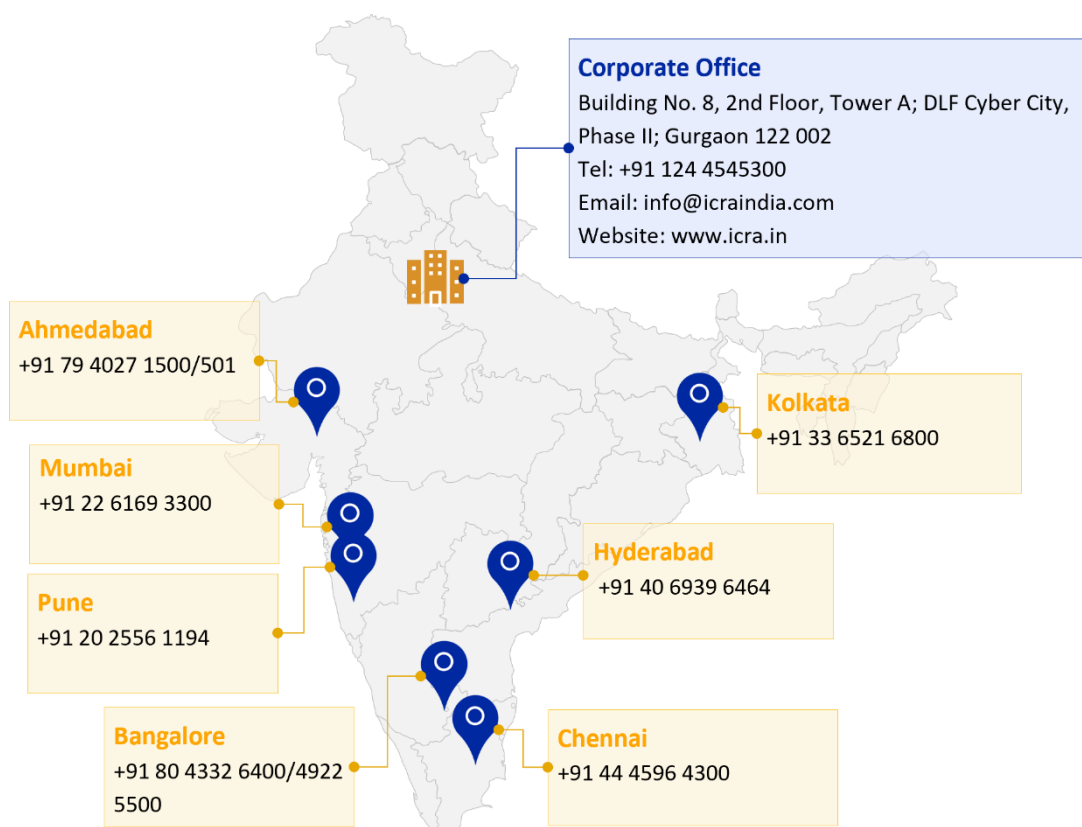 Corporate Office
Building No. 8, 2nd Floor, Tower A; DLF Cyber City,
Phase II; Gurgaon 122 002
Tel: +91 124 4545300
Email: info@icraindia.com
Website: www.icra.in
Ahmedabad
+91 79 4027 1500/501
Kolkata
+91 33 6521 6800
Mumbai
+91 22 6169 3300
Hyderabad
+91 40 6939 6464
Pune
+91 20 2556 1194
Bangalore
+91 80 4332 6400/4922
5500
Chennai
+91 44 4596 4300